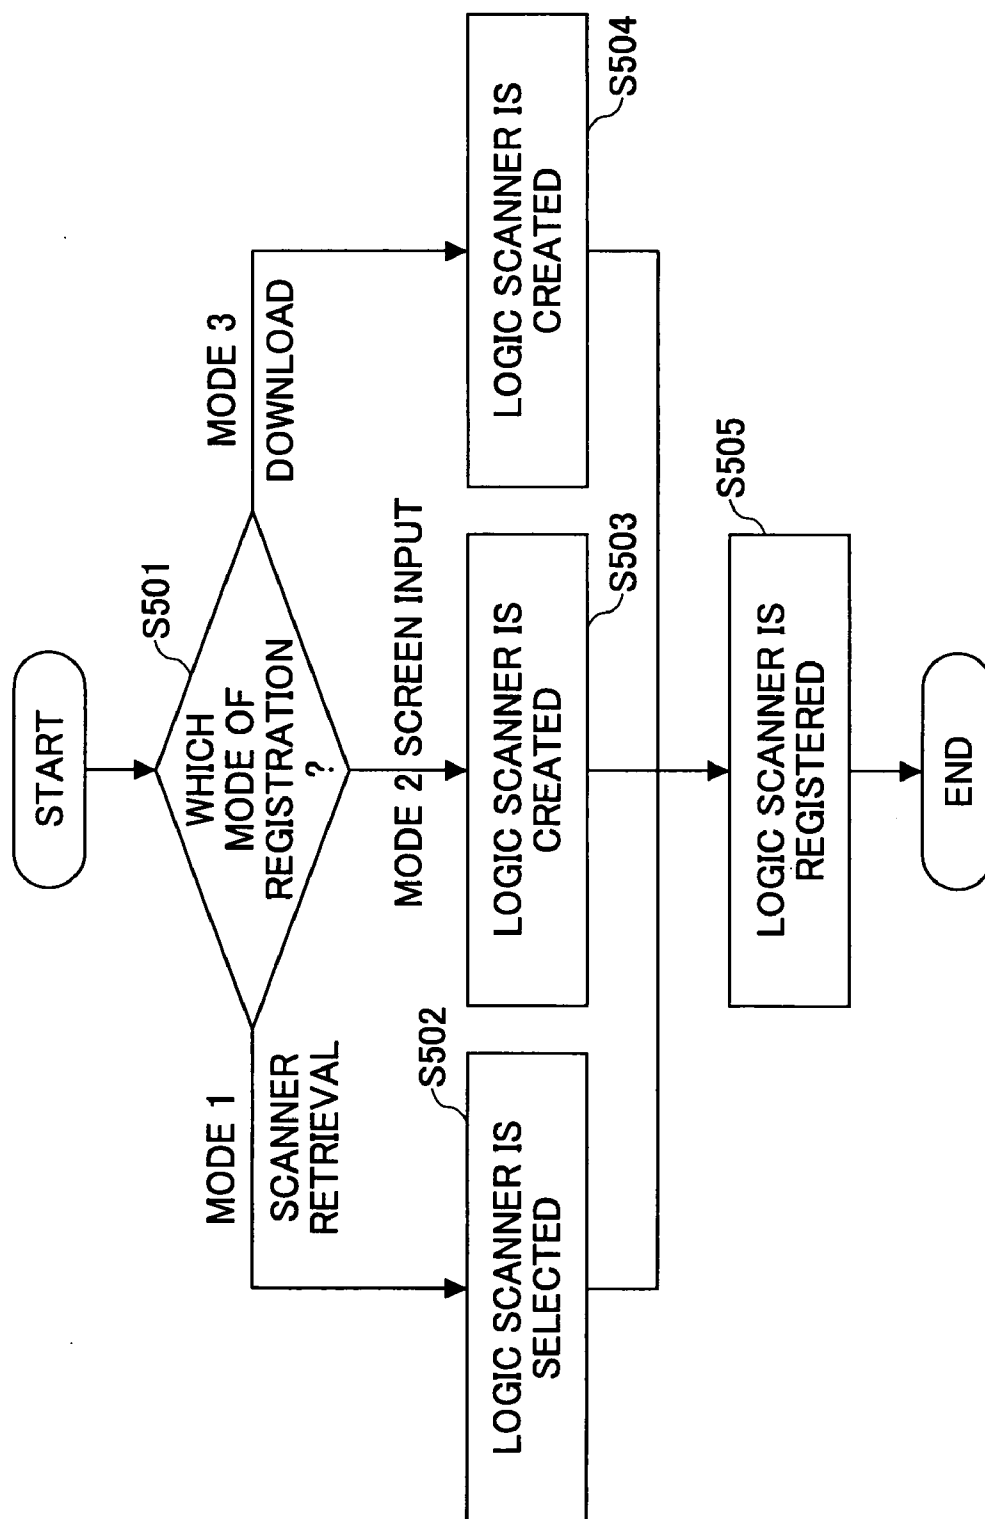 START
S501
WHICH
MODE OF
REGISTRATION
?
MODE 1
SCANNER
RETRIEVAL
MODE 2 SCREEN INPUT
MODE 3
DOWNLOAD
S502
LOGIC SCANNER IS
SELECTED
LOGIC SCANNER IS
CREATED
S503
LOGIC SCANNER IS
CREATED
S504
S505
LOGIC SCANNER IS
REGISTERED
END